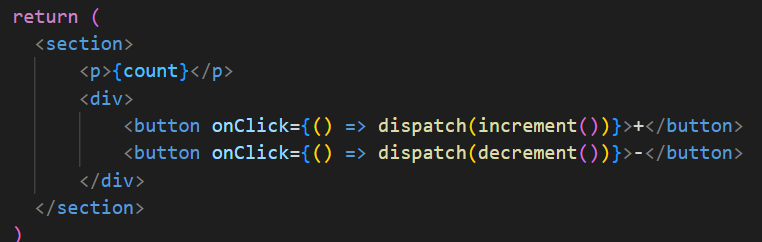 return (
<section>
<p>{count}</p>
<div>
<button onClick={() => dispatch(increment())}>+</button>
<button onClick={() => dispatch(decrement())}>-</button>
</div>
</section>
)